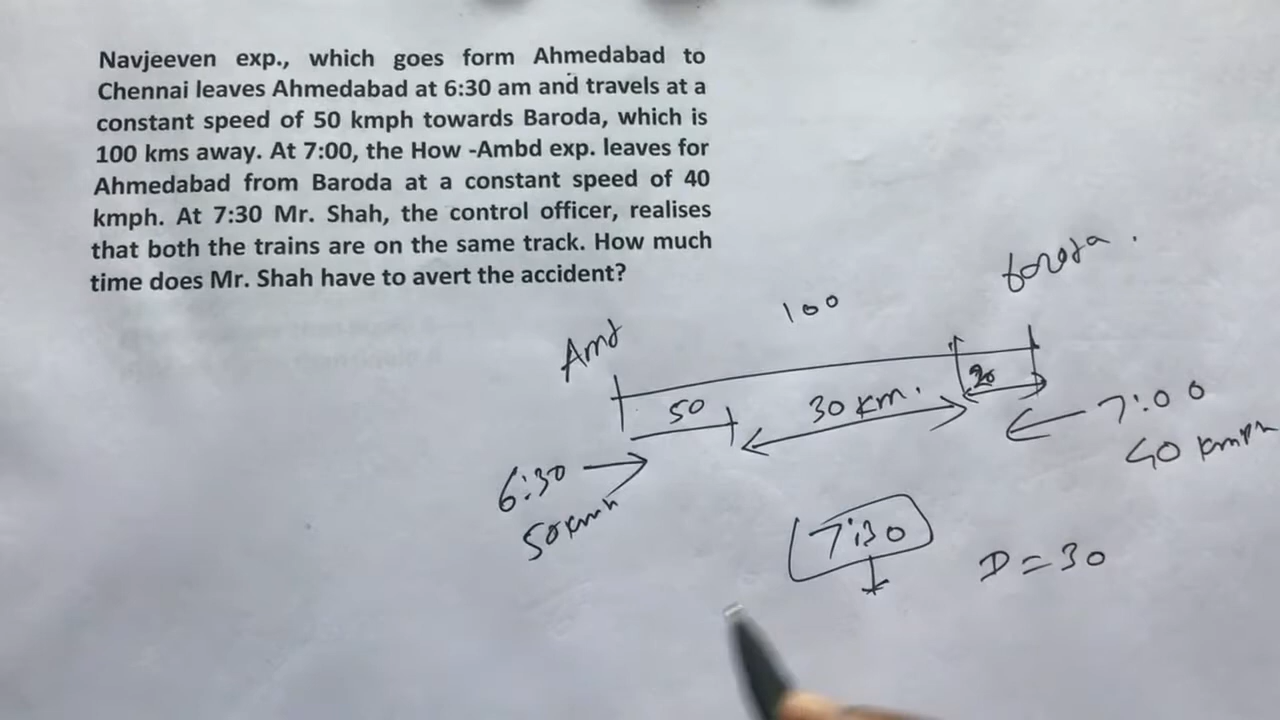 Navjeeven exp., which goes form Ahmedabad to
Chennai leaves Ahmedabad at 6:30 am and travels at a
constant speed of 50 kmph towards Baroda, which is
100 kms away. At 7:00, the How -Ambd exp. leaves for
Ahmedabad from Baroda at a constant speed of 40
kmph. At 7:30 Mr. Shah, the control officer, realises
that both the trains are on the same track. How much
time does Mr. Shah have to avert the accident?
100
Amd
50
30 km.
20
7:00
40 kmph
6:30
50 kmh
7:30
D = 30